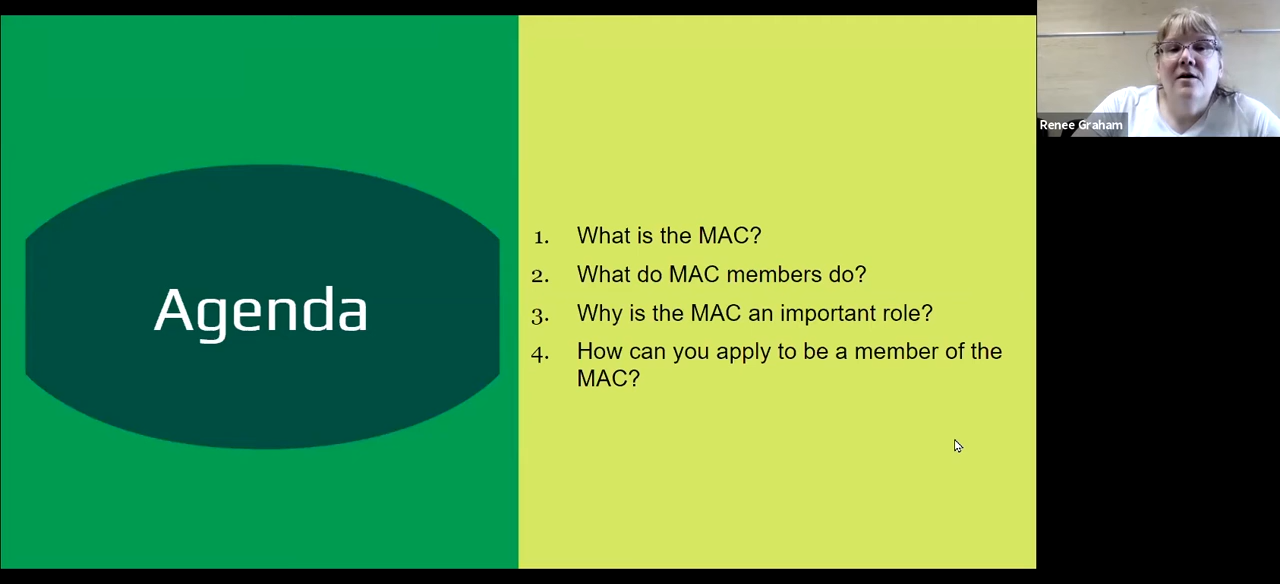 Agenda
1. What is the MAC?
2. What do MAC members do?
3. Why is the MAC an important role?
4. How can you apply to be a member of the
MAC?
Renee Graham